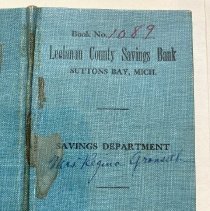 Book No. 1089
Leelanau County Savings Bank
SUTTONS BAY, MICH.
SAVINGS DEPARTMENT
Mrs Regina